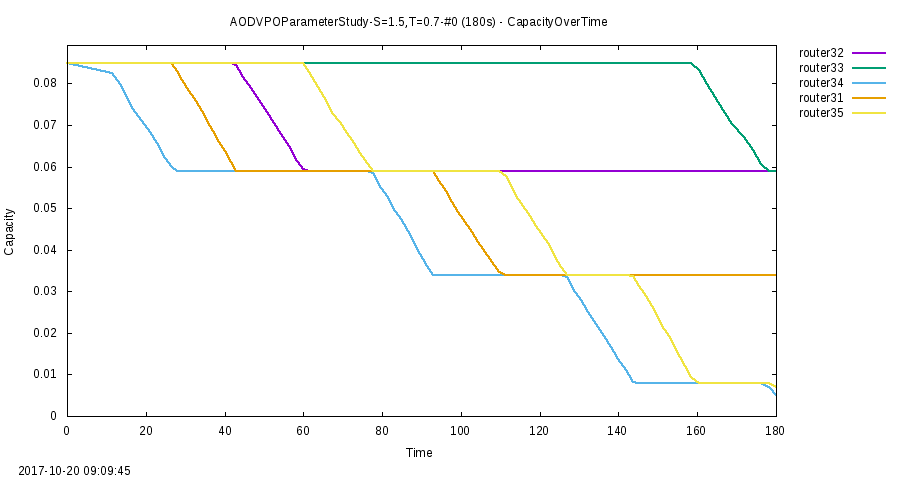 AODVPOParameterStudy-S=1.5,T=0.7-#0 (180s) - CapacityOverTime
router32
router33
router34
router31
router35
0.08
0.07
0.06
0.05
0.04
0.03
0.02
0.01
0
Capacity
0 20 40 60 80 100 120 140 160 180
Time
2017-10-20 09:09:45